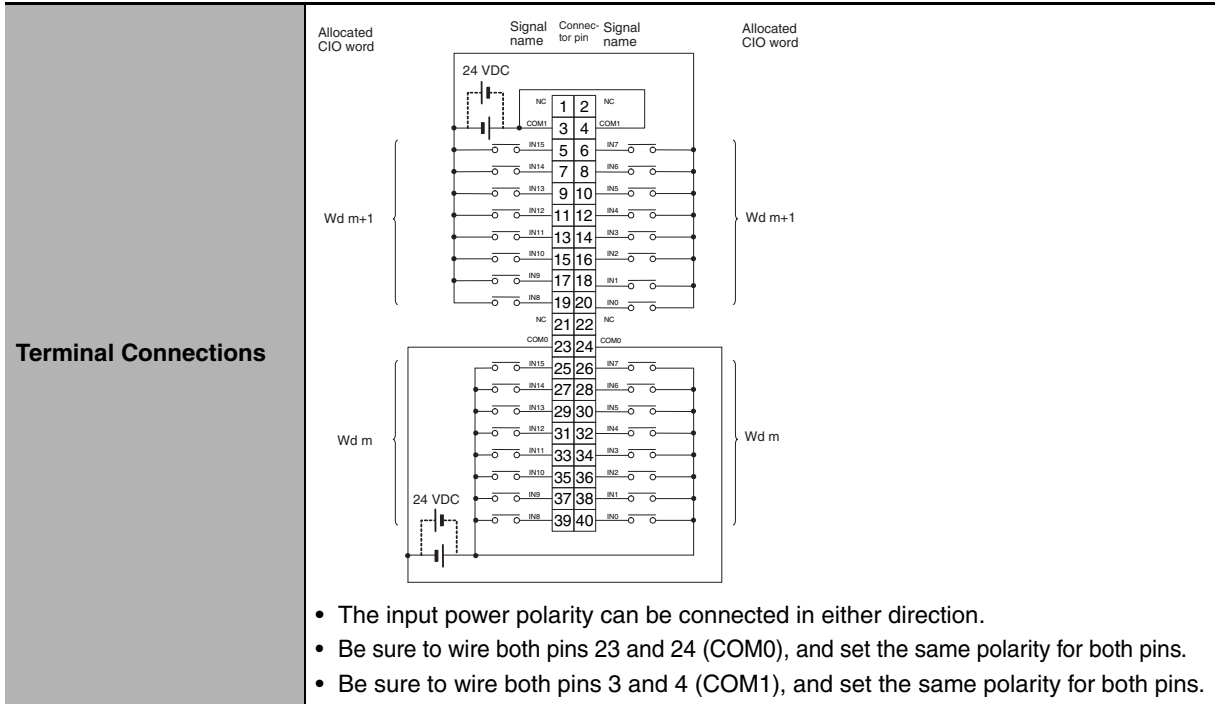 Terminal Connections
Allocated
CIO word
Signal
name
Connec-
tor pin
Signal
name
Allocated
CIO word
24 VDC
NC 1 2 NC
COM1 3 4 COM1
IN15 5 6 IN7
IN14 7 8 IN6
IN13 9 10 IN5
Wd m+1 IN12 11 12 IN4 Wd m+1
IN11 13 14 IN3
IN10 15 16 IN2
IN9 17 18 IN1
IN8 19 20 IN0
NC 21 22 NC
COM0 23 24 COM0
IN15 25 26 IN7
IN14 27 28 IN6
IN13 29 30 IN5
Wd m IN12 31 32 IN4 Wd m
IN11 33 34 IN3
IN10 35 36 IN2
24 VDC IN9 37 38 IN1
IN8 39 40 IN0
• The input power polarity can be connected in either direction.
• Be sure to wire both pins 23 and 24 (COM0), and set the same polarity for both pins.
• Be sure to wire both pins 3 and 4 (COM1), and set the same polarity for both pins.